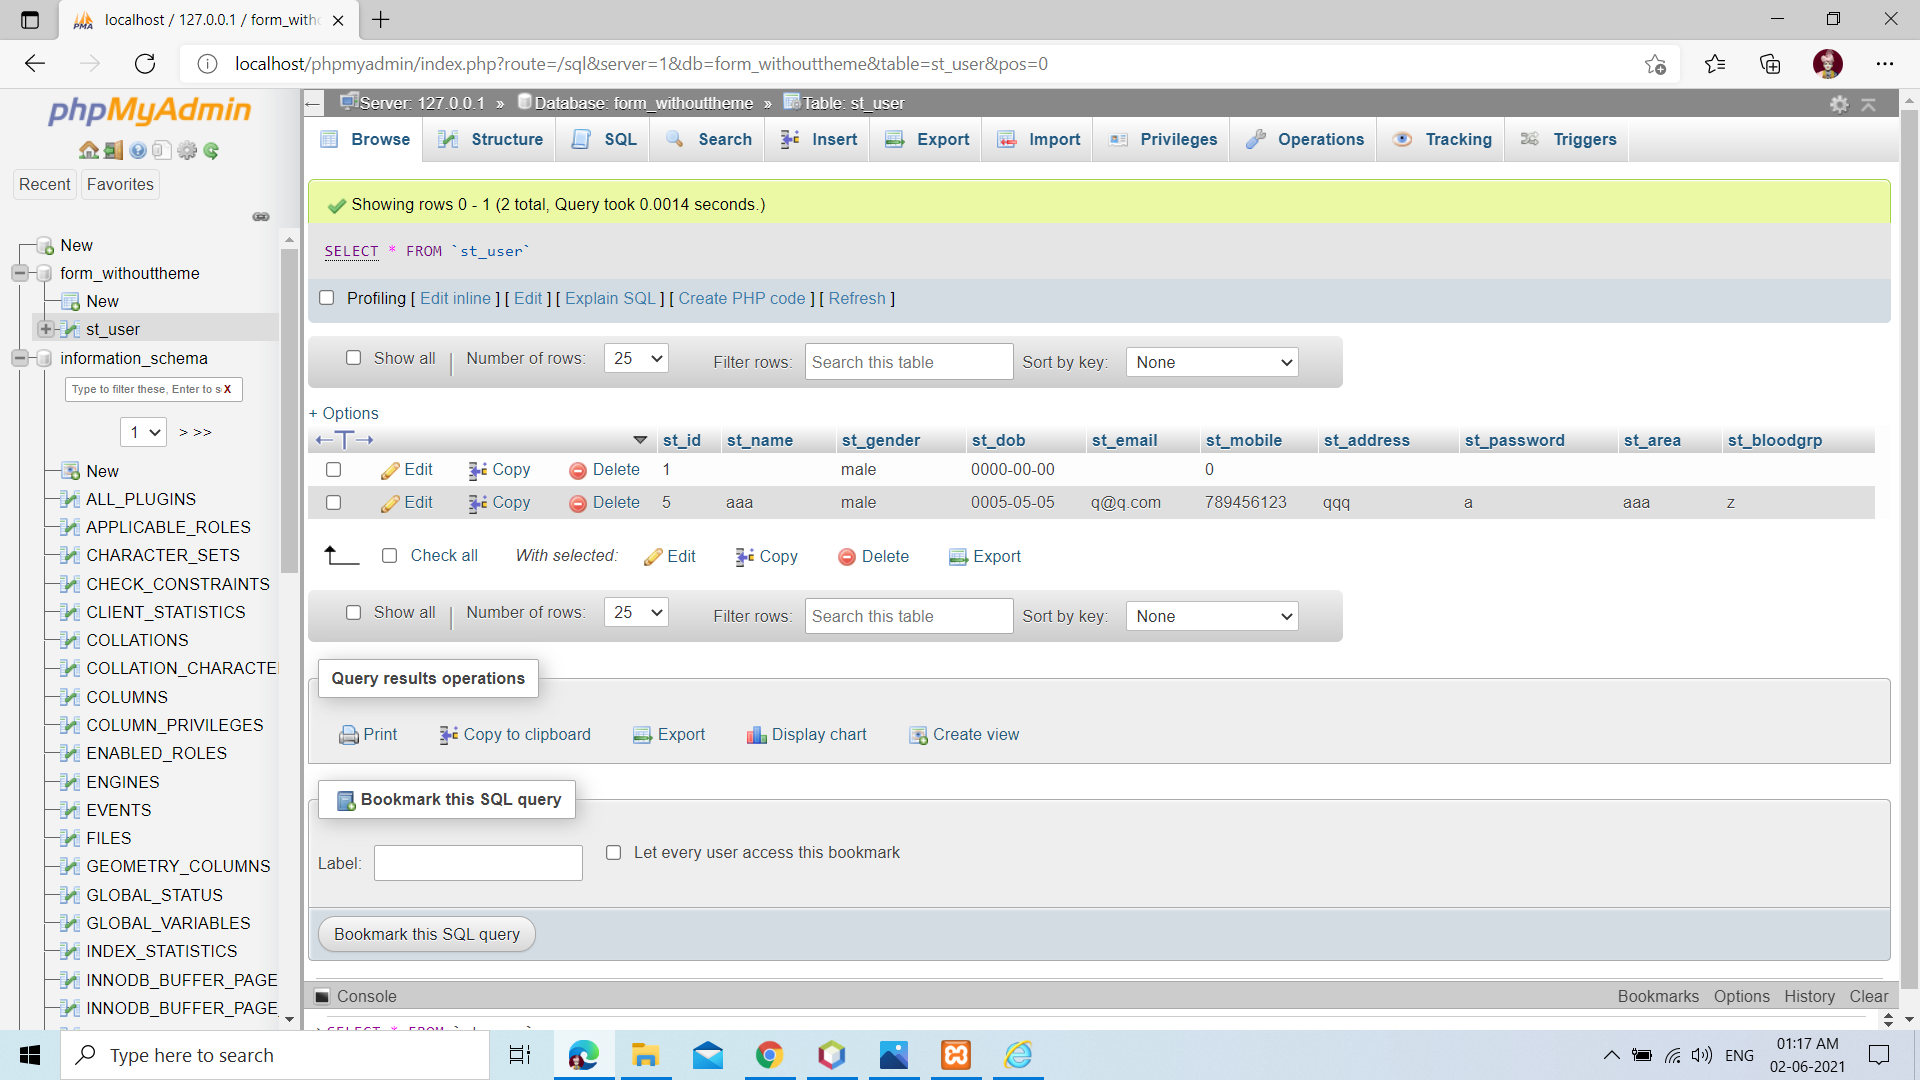 localhost / 127.0.0.1 / form_with
localhost/phpmyadmin/index.php?route=/sql&server=1&db=form_withouttheme&table=st_user&pos=0
phpMyAdmin
Recent Favorites
New
form_withouttheme
New
st_user
information_schema
Type to filter these, Enter to s X
1 > >>
New
ALL_PLUGINS
APPLICABLE_ROLES
CHARACTER_SETS
CHECK_CONSTRAINTS
CLIENT_STATISTICS
COLLATIONS
COLLATION_CHARACTE
COLUMNS
COLUMN_PRIVILEGES
ENABLED_ROLES
ENGINES
EVENTS
FILES
GEOMETRY_COLUMNS
GLOBAL_STATUS
GLOBAL_VARIABLES
INDEX_STATISTICS
INNODB_BUFFER_PAGE
INNODB_BUFFER_PAGE_
Server: 127.0.0.1 » Database: form_withouttheme » Table: st_user
Browse Structure SQL Search Insert Export Import Privileges Operations Tracking Triggers
Showing rows 0 - 1 (2 total, Query took 0.0014 seconds.)
SELECT * FROM `st_user`
Profiling [ Edit inline ] [ Edit ] [ Explain SQL ] [ Create PHP code ] [ Refresh ]
Show all | Number of rows: 25 Filter rows: Search this table Sort by key: None
+ Options
←T→ st_id st_name st_gender st_dob st_email st_mobile st_address st_password st_area st_bloodgrp
Edit Copy Delete 1 male 0000-00-00 0
Edit Copy Delete 5 aaa male 0005-05-05 q@q.com 789456123 qqq a aaa z
Check all With selected: Edit Copy Delete Export
Show all | Number of rows: 25 Filter rows: Search this table Sort by key: None
Query results operations
Print Copy to clipboard Export Display chart Create view
Bookmark this SQL query
Label: Let every user access this bookmark
Bookmark this SQL query
Console Bookmarks Options History Clear
Type here to search
ENG 01:17 AM
02-06-2021